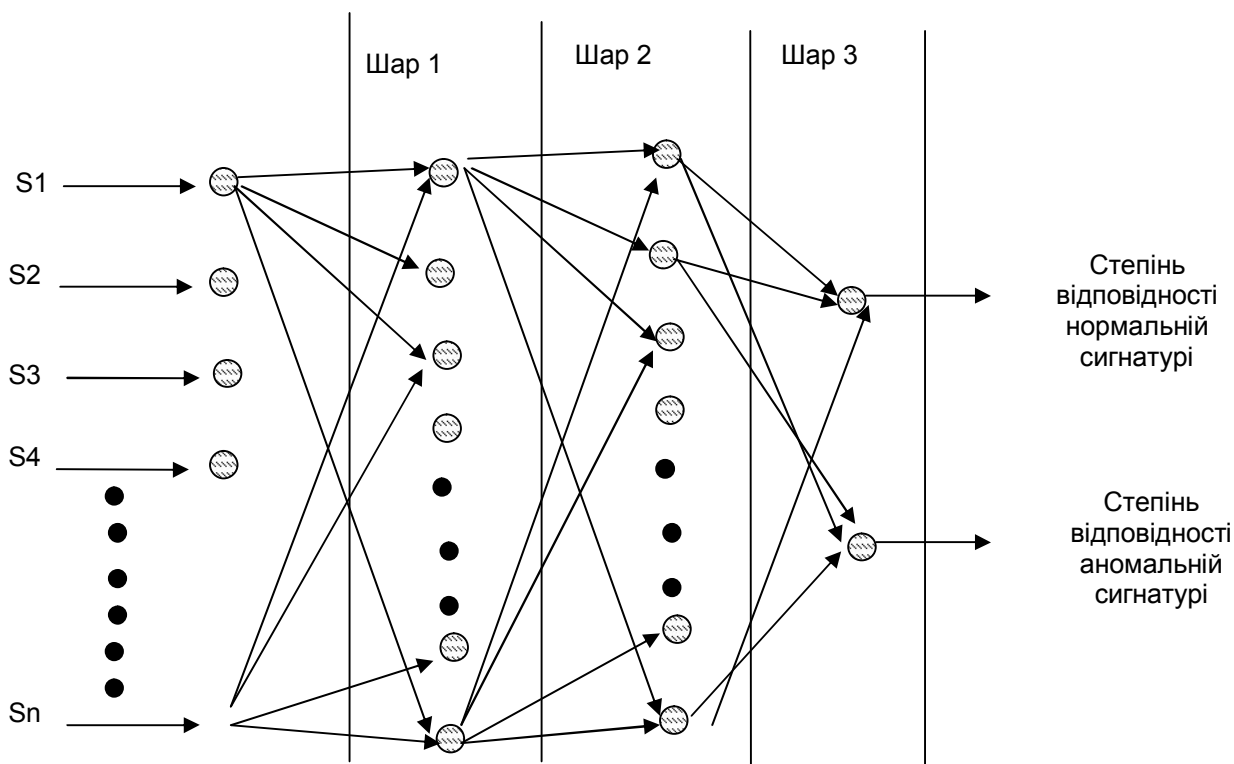 Шар 1
Шар 2
Шар 3
S1
S2
S3
S4
Sn
Степінь
відповідності
нормальній
сигнатурі
Степінь
відповідності
аномальній
сигнатурі